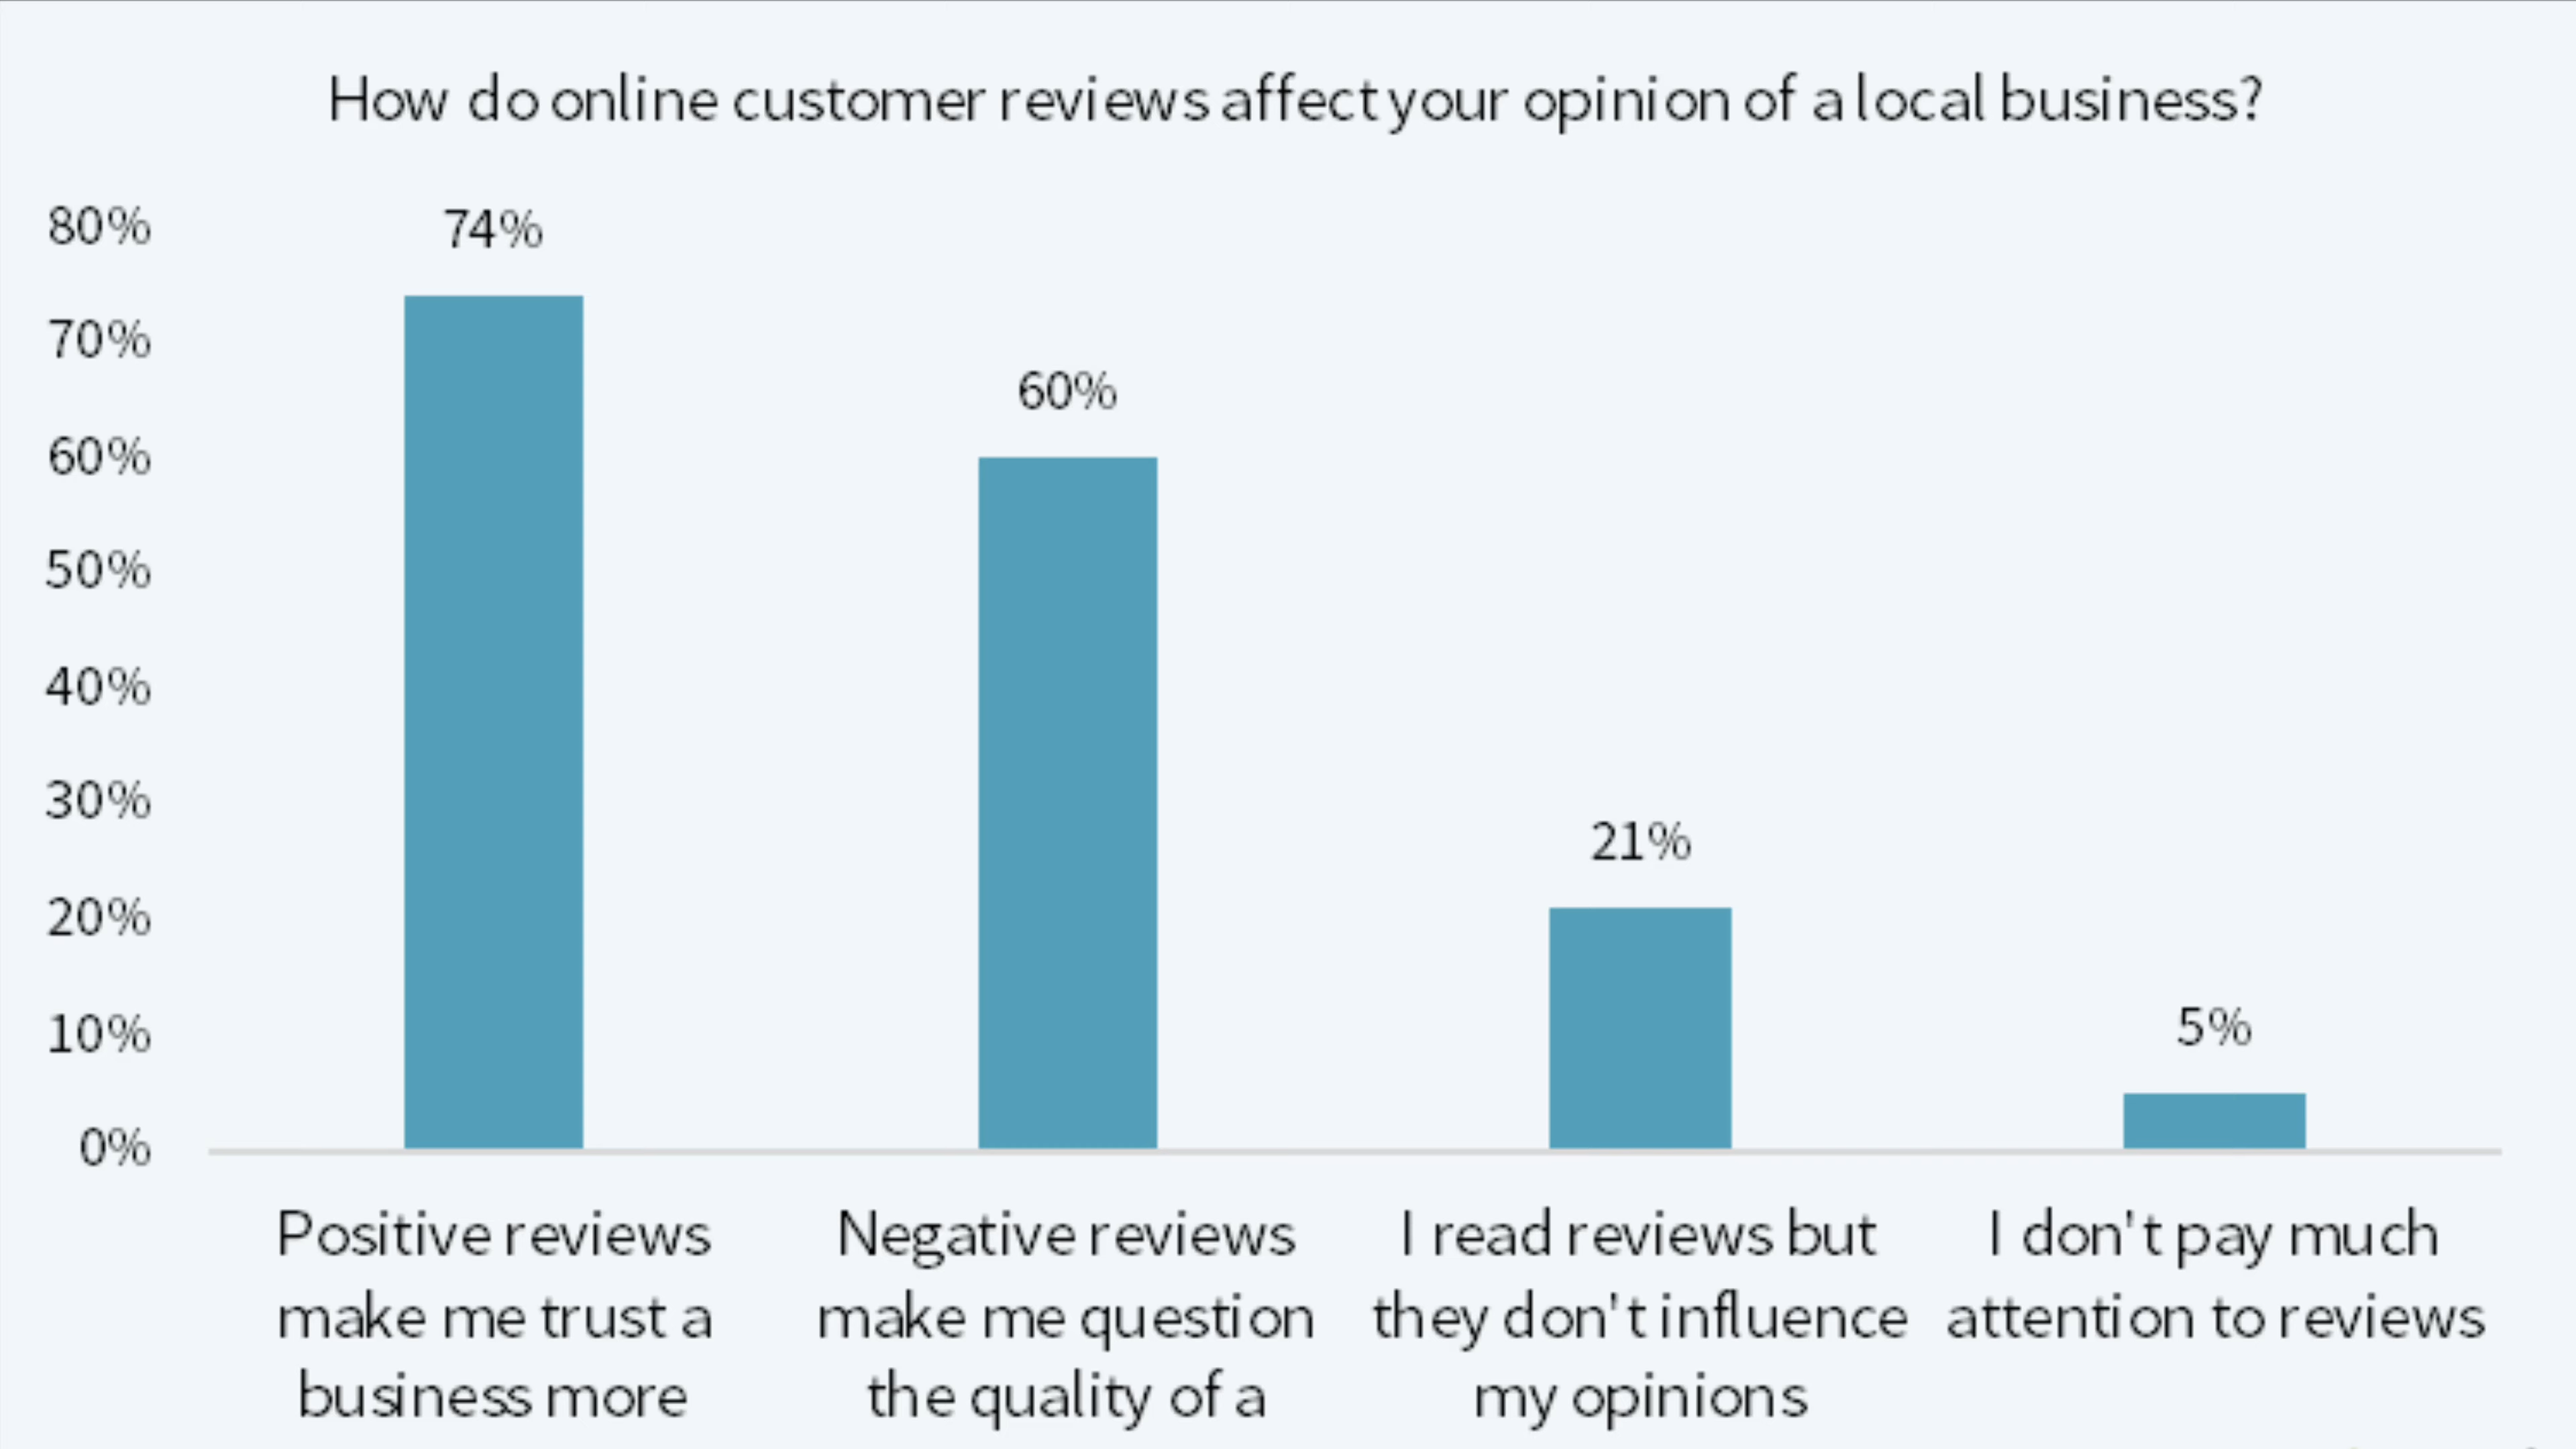 How do online customer reviews affect your opinion of a local business?
80%
74%
70%
60%
60%
50%
40%
30%
21%
20%
10%
5%
0%
Positive reviews
make me trust a
business more
Negative reviews
make me question
the quality of a
I read reviews but
they don't influence
my opinions
I don't pay much
attention to reviews